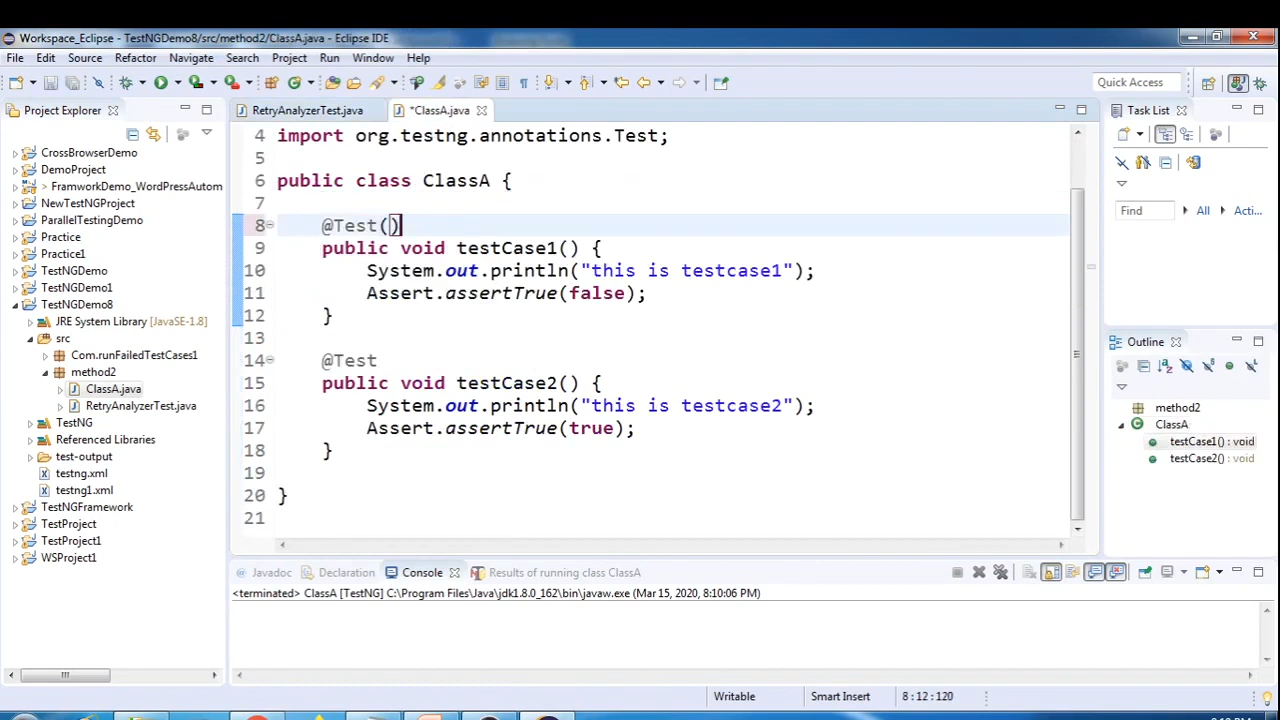 Workspace_Eclipse - TestNGDemo8/src/method2/ClassA.java - Eclipse IDE
File Edit Source Refactor Navigate Search Project Run Window Help
Quick Access
Project Explorer
CrossBrowserDemo
DemoProject
> FramworkDemo_WordPressAutom
NewTestNGProject
ParallelTestingDemo
Practice
Practice1
TestNGDemo
TestNGDemo1
TestNGDemo8
JRE System Library [JavaSE-1.8]
src
Com.runFailedTestCases1
method2
ClassA.java
RetryAnalyzerTest.java
TestNG
Referenced Libraries
test-output
testng.xml
testng1.xml
TestNGFramework
TestProject
TestProject1
WSProject1
RetryAnalyzerTest.java *ClassA.java
4 import org.testng.annotations.Test;
5
6 public class ClassA {
7
8 @Test()
9 public void testCase1() {
10 System.out.println("this is testcase1");
11 Assert.assertTrue(false);
12 }
13
14 @Test
15 public void testCase2() {
16 System.out.println("this is testcase2");
17 Assert.assertTrue(true);
18 }
19
20 }
21
Task List
Find All Acti...
Outline
method2
ClassA
testCase1() : void
testCase2() : void
Javadoc Declaration Console Results of running class ClassA
<terminated> ClassA [TestNG] C:\Program Files\Java\jdk1.8.0_162\bin\javaw.exe (Mar 15, 2020, 8:10:06 PM)
Writable Smart Insert 8 : 12 : 120